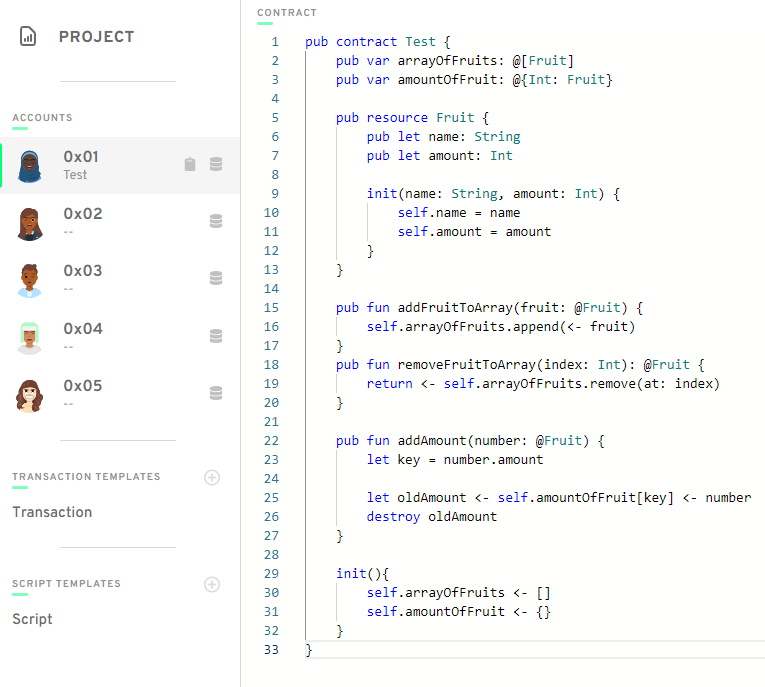 PROJECT
ACCOUNTS
0x01
Test
0x02
--
0x03
--
0x04
--
0x05
--
TRANSACTION TEMPLATES
Transaction
SCRIPT TEMPLATES
Script
CONTRACT
1 pub contract Test {
2     pub var arrayOfFruits: @[Fruit]
3     pub var amountOfFruit: @{Int: Fruit}
4
5     pub resource Fruit {
6         pub let name: String
7         pub let amount: Int
8
9         init(name: String, amount: Int) {
10             self.name = name
11             self.amount = amount
12         }
13     }
14
15     pub fun addFruitToArray(fruit: @Fruit) {
16         self.arrayOfFruits.append(<- fruit)
17     }
18     pub fun removeFruitToArray(index: Int): @Fruit {
19         return <- self.arrayOfFruits.remove(at: index)
20     }
21
22     pub fun addAmount(number: @Fruit) {
23         let key = number.amount
24
25         let oldAmount <- self.amountOfFruit[key] <- number
26         destroy oldAmount
27     }
28
29     init(){
30         self.arrayOfFruits <- []
31         self.amountOfFruit <- {}
32     }
33 }